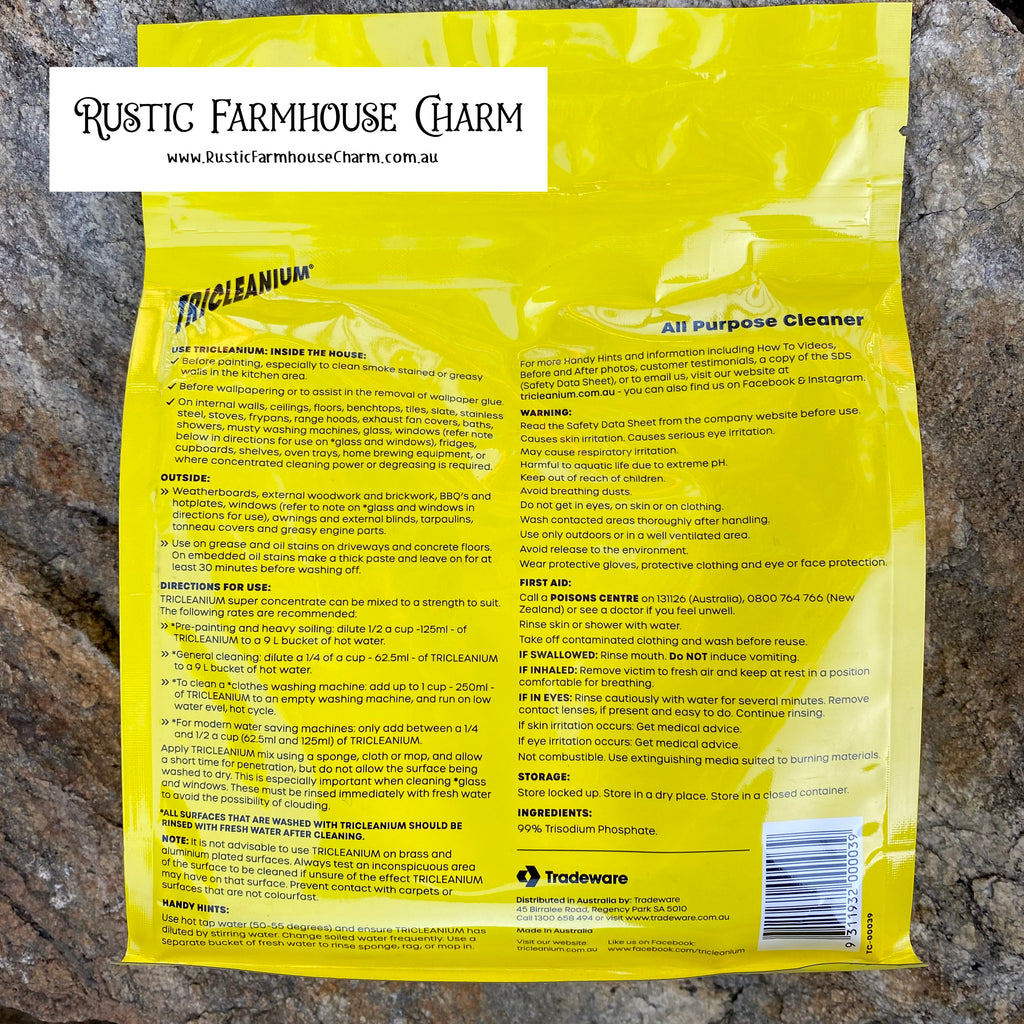 RUSTIC FARMHOUSE CHARM
www.RusticFarmhouseCharm.com.au
TRICLEANIUM®
USE TRICLEANIUM: INSIDE THE HOUSE:
✓ Before painting, especially to clean smoke stained or greasy
walls in the kitchen area.
✓ Before wallpapering or to assist in the removal of wallpaper glue.
✓ On internal walls, ceilings, floors, benchtops, tiles, slate, stainless
steel, stoves, frypans, range hoods, exhaust fan covers, baths,
showers, musty washing machines, glass, windows (refer note
below in directions for use on *glass and windows), fridges,
cupboards, shelves, oven trays, home brewing equipment, or
where concentrated cleaning power or degreasing is required.
OUTSIDE:
» Weatherboards, external woodwork and brickwork, BBQ's and
hotplates, windows (refer to note on *glass and windows in
directions for use), awnings and external blinds, tarpaulins,
tonneau covers and greasy engine parts.
» Use on grease and oil stains on driveways and concrete floors.
On embedded oil stains make a thick paste and leave on for at
least 30 minutes before washing off.
DIRECTIONS FOR USE:
TRICLEANIUM super concentrate can be mixed to a strength to suit.
The following rates are recommended:
» *Pre-painting and heavy soiling: dilute 1/2 a cup -125ml - of
TRICLEANIUM to a 9 L bucket of hot water.
» *General cleaning: dilute a 1/4 of a cup - 62.5ml - of TRICLEANIUM
to a 9 L bucket of hot water.
» *To clean a *clothes washing machine: add up to 1 cup - 250ml -
of TRICLEANIUM to an empty washing machine, and run on low
water evel, hot cycle.
» *For modern water saving machines: only add between a 1/4
and 1/2 a cup (62.5ml and 125ml) of TRICLEANIUM.
Apply TRICLEANIUM mix using a sponge, cloth or mop, and allow
a short time for penetration, but do not allow the surface being
washed to dry. This is especially important when cleaning *glass
and windows. These must be rinsed immediately with fresh water
to avoid the possibility of clouding.
*ALL SURFACES THAT ARE WASHED WITH TRICLEANIUM SHOULD BE
RINSED WITH FRESH WATER AFTER CLEANING.
NOTE: It is not advisable to use TRICLEANIUM on brass and
aluminium plated surfaces. Always test an inconspicuous area
of the surface to be cleaned if unsure of the effect TRICLEANIUM
may have on that surface. Prevent contact with carpets or
surfaces that are not colourfast.
HANDY HINTS:
Use hot tap water (50-55 degrees) and ensure TRICLEANIUM has
diluted by stirring water. Change soiled water frequently. Use a
separate bucket of fresh water to rinse sponge, rag, or mop in.
All Purpose Cleaner
For more Handy Hints and information including How To Videos,
Before and After photos, customer testimonials, a copy of the SDS
(Safety Data Sheet), or to email us, visit our website at
tricleanium.com.au - you can also find us on Facebook & Instagram.
WARNING:
Read the Safety Data Sheet from the company website before use.
Causes skin irritation. Causes serious eye irritation.
May cause respiratory irritation.
Harmful to aquatic life due to extreme pH.
Keep out of reach of children.
Avoid breathing dusts.
Do not get in eyes, on skin or on clothing.
Wash contacted areas thoroughly after handling.
Use only outdoors or in a well ventilated area.
Avoid release to the environment.
Wear protective gloves, protective clothing and eye or face protection.
FIRST AID:
Call a POISONS CENTRE on 131126 (Australia), 0800 764 766 (New
Zealand) or see a doctor if you feel unwell.
Rinse skin or shower with water.
Take off contaminated clothing and wash before reuse.
IF SWALLOWED: Rinse mouth. Do NOT induce vomiting.
IF INHALED: Remove victim to fresh air and keep at rest in a position
comfortable for breathing.
IF IN EYES: Rinse cautiously with water for several minutes. Remove
contact lenses, if present and easy to do. Continue rinsing.
If skin irritation occurs: Get medical advice.
If eye irritation occurs: Get medical advice.
Not combustible. Use extinguishing media suited to burning materials.
STORAGE:
Store locked up. Store in a dry place. Store in a closed container.
INGREDIENTS:
99% Trisodium Phosphate.
Tradeware
Distributed in Australia by: Tradeware
45 Birralee Road, Regency Park SA 5010
Call 1300 658 494 or visit www.tradeware.com.au
Made In Australia
Visit our website: Like us on Facebook:
tricleanium.com.au www.facebook.com/tricleanium
9 311932 000039
TC-00039